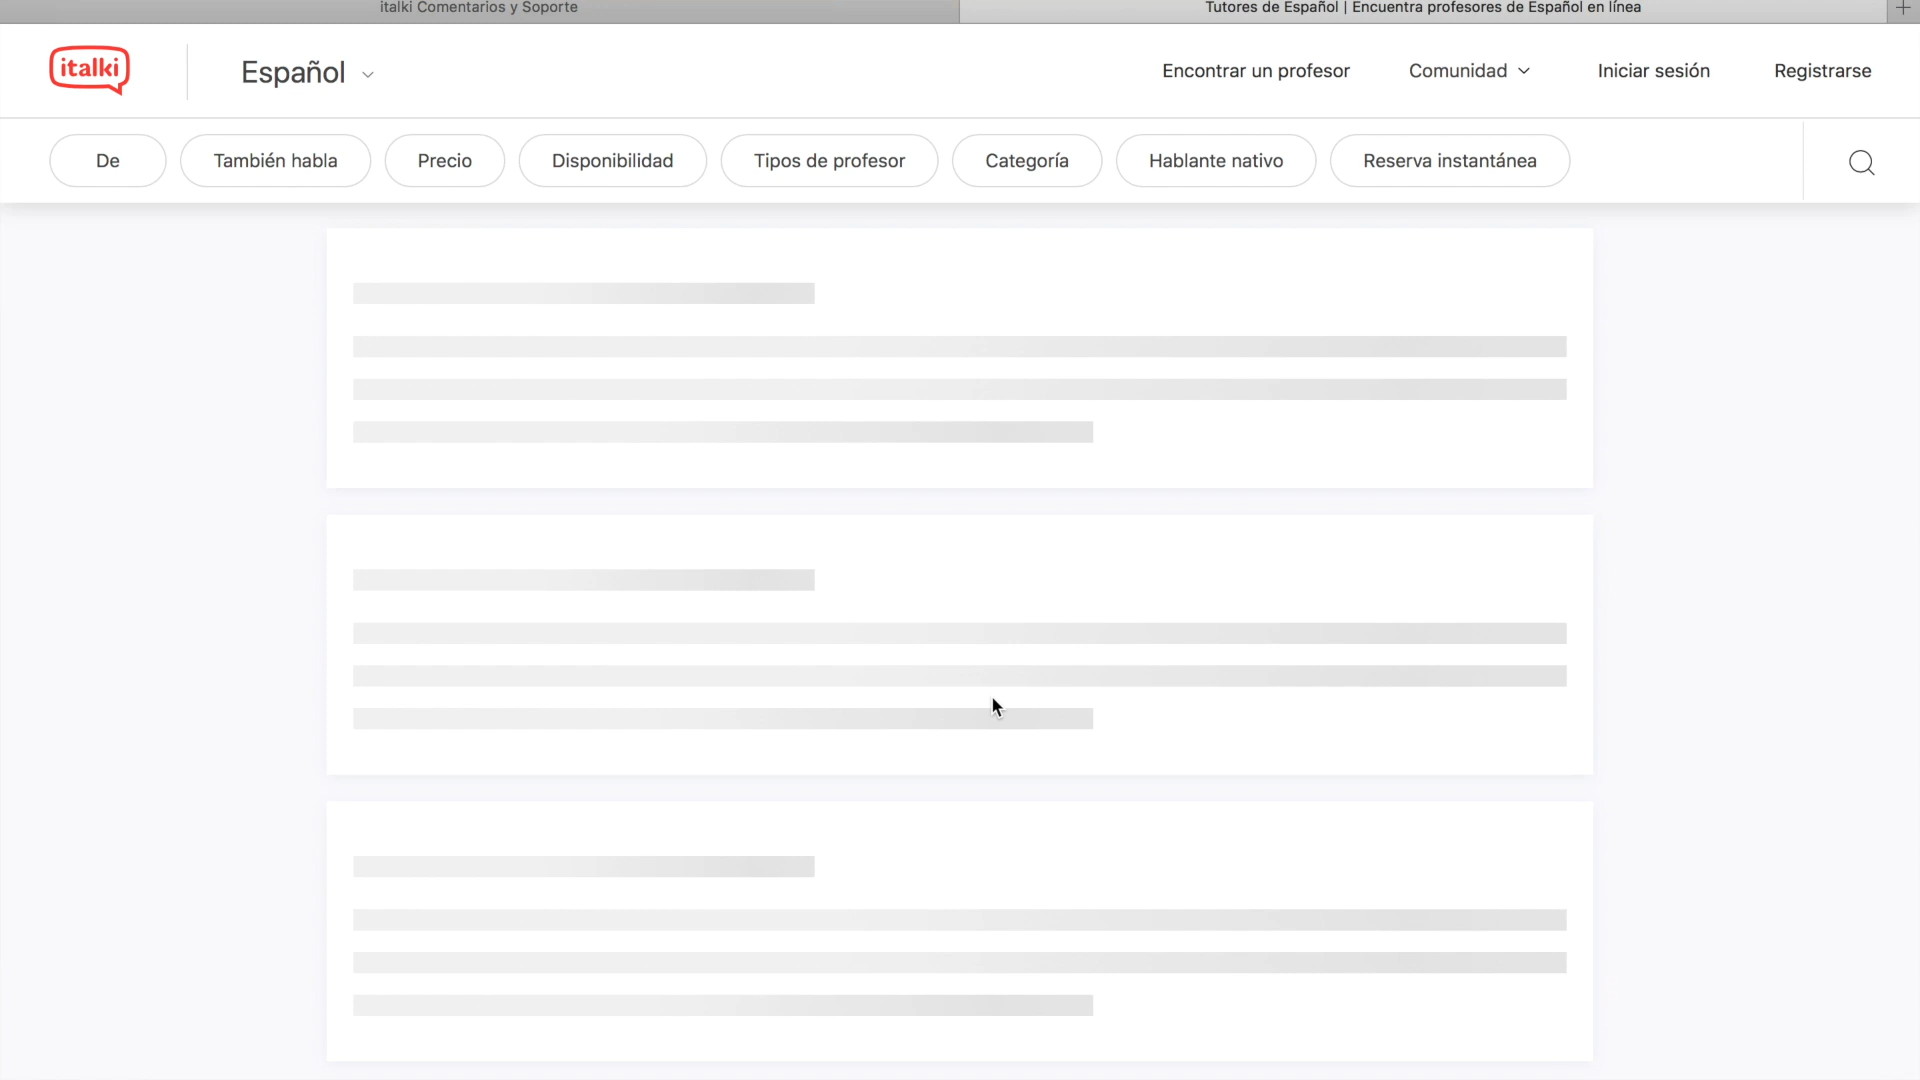 italki Comentarios y Soporte
Tutores de Español | Encuentra profesores de Español en línea
italki
Español
Encontrar un profesor
Comunidad
Iniciar sesión
Registrarse
De
También habla
Precio
Disponibilidad
Tipos de profesor
Categoría
Hablante nativo
Reserva instantánea